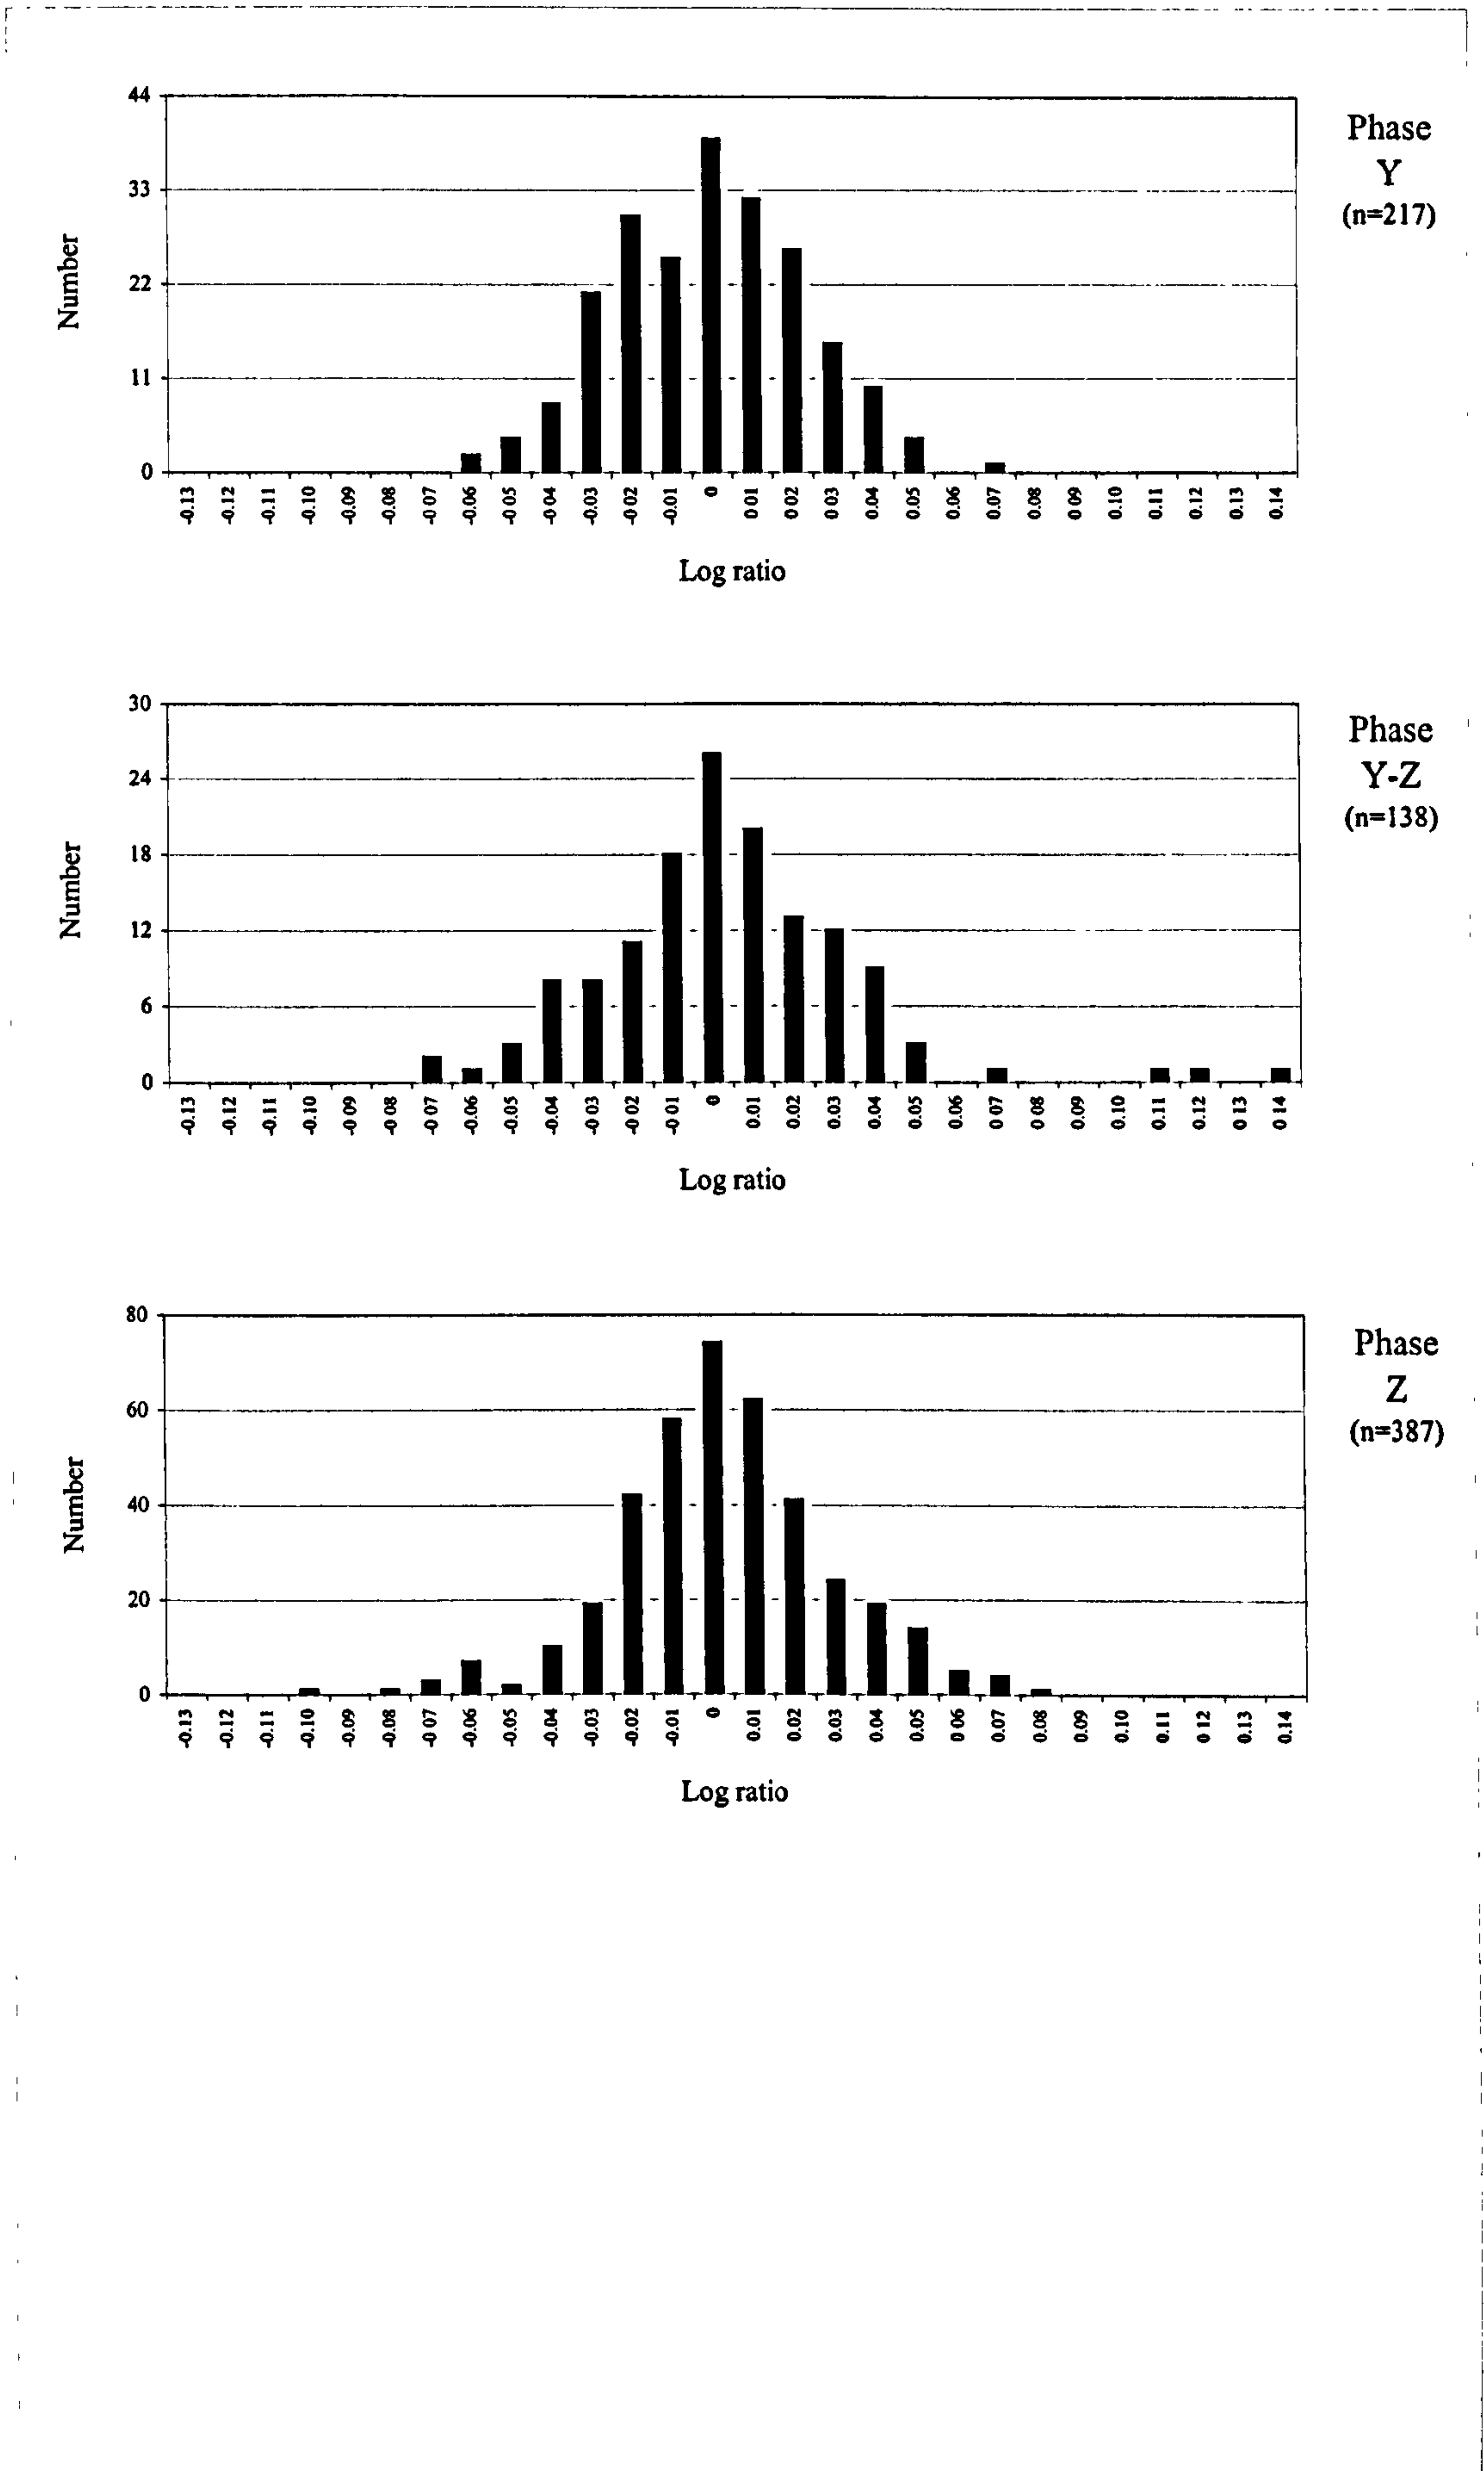 44
Phase
Y
(n=217)
33
22
11
0
Number
-0.13 -0.12 -0.11 -0.10 -0.09 -0.08 -0.07 -0.06 -0.05 -0.04 -0.03 -0.02 -0.01 0 0.01 0 02 0 03 0 04 0.05 0.06 0.07 0.08 0.09 0.10 0.11 0.12 0.13 0.14
Log ratio
30
Phase
Y-Z
(n=138)
24
18
12
6
0
Number
-0.13 -0.12 -0.11 -0.10 -0.09 -0.08 -0.07 -0.06 -0.05 -0.04 -0.03 -0.02 -0.01 0 0.01 0.02 0.03 0.04 0.05 0.06 0 07 0 08 0.09 0.10 0.11 0.12 0 13 0 14
Log ratio
80
Phase
Z
(n=387)
60
40
20
0
Number
-0.13 -0.12 -0.11 -0.10 -0.09 -0.08 -0.07 -0.06 -0.05 -0.04 -0.03 -0.02 -0.01 0 0.01 0.02 0.03 0.04 0.05 0 06 0.07 0.08 0.09 0.10 0.11 0 12 0.13 0.14
Log ratio